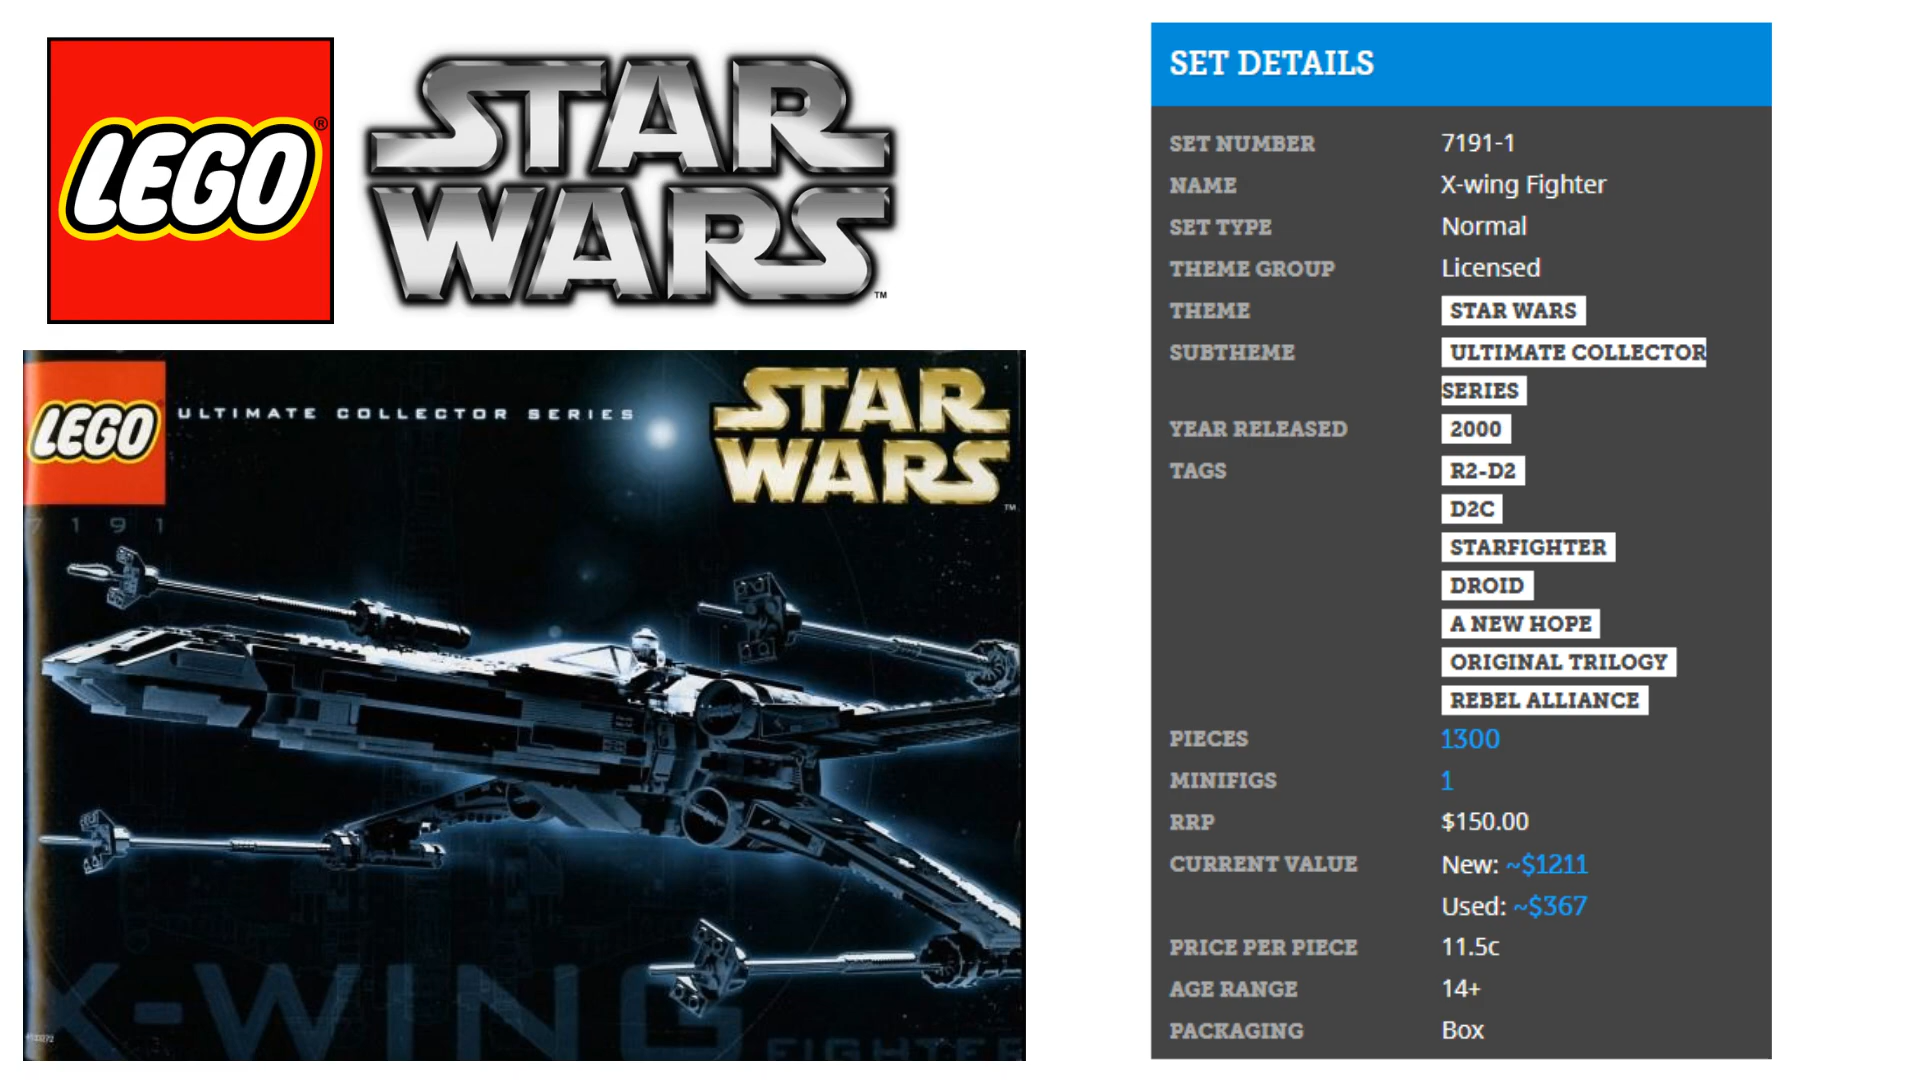 LEGO®
STAR
WARS™
LEGO
ULTIMATE COLLECTOR SERIES
STAR
WARS™
7191
X-WING
FIGHTER
SET DETAILS
SET NUMBER 7191-1
NAME X-wing Fighter
SET TYPE Normal
THEME GROUP Licensed
THEME STAR WARS
SUBTHEME ULTIMATE COLLECTOR
SERIES
YEAR RELEASED 2000
TAGS R2-D2
D2C
STARFIGHTER
DROID
A NEW HOPE
ORIGINAL TRILOGY
REBEL ALLIANCE
PIECES 1300
MINIFIGS 1
RRP $150.00
CURRENT VALUE New: ~$1211
Used: ~$367
PRICE PER PIECE 11.5c
AGE RANGE 14+
PACKAGING Box